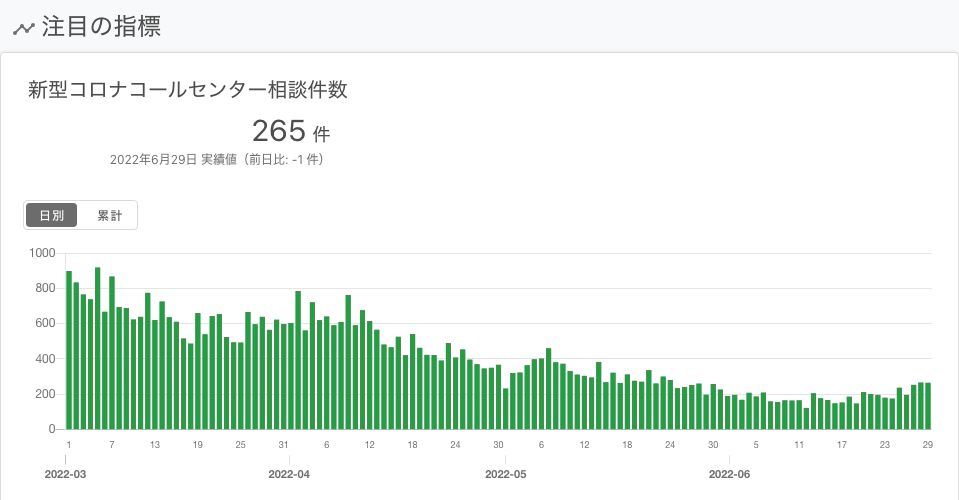 注目の指標
新型コロナコールセンター相談件数
265 件
2022年6月29日 実績値（前日比: -1 件）
日別 累計
1000
800
600
400
200
0
1 7 13 19 25 31 6 12 18 24 30 6 12 18 24 30 5 11 17 23 29
2022-03 2022-04 2022-05 2022-06